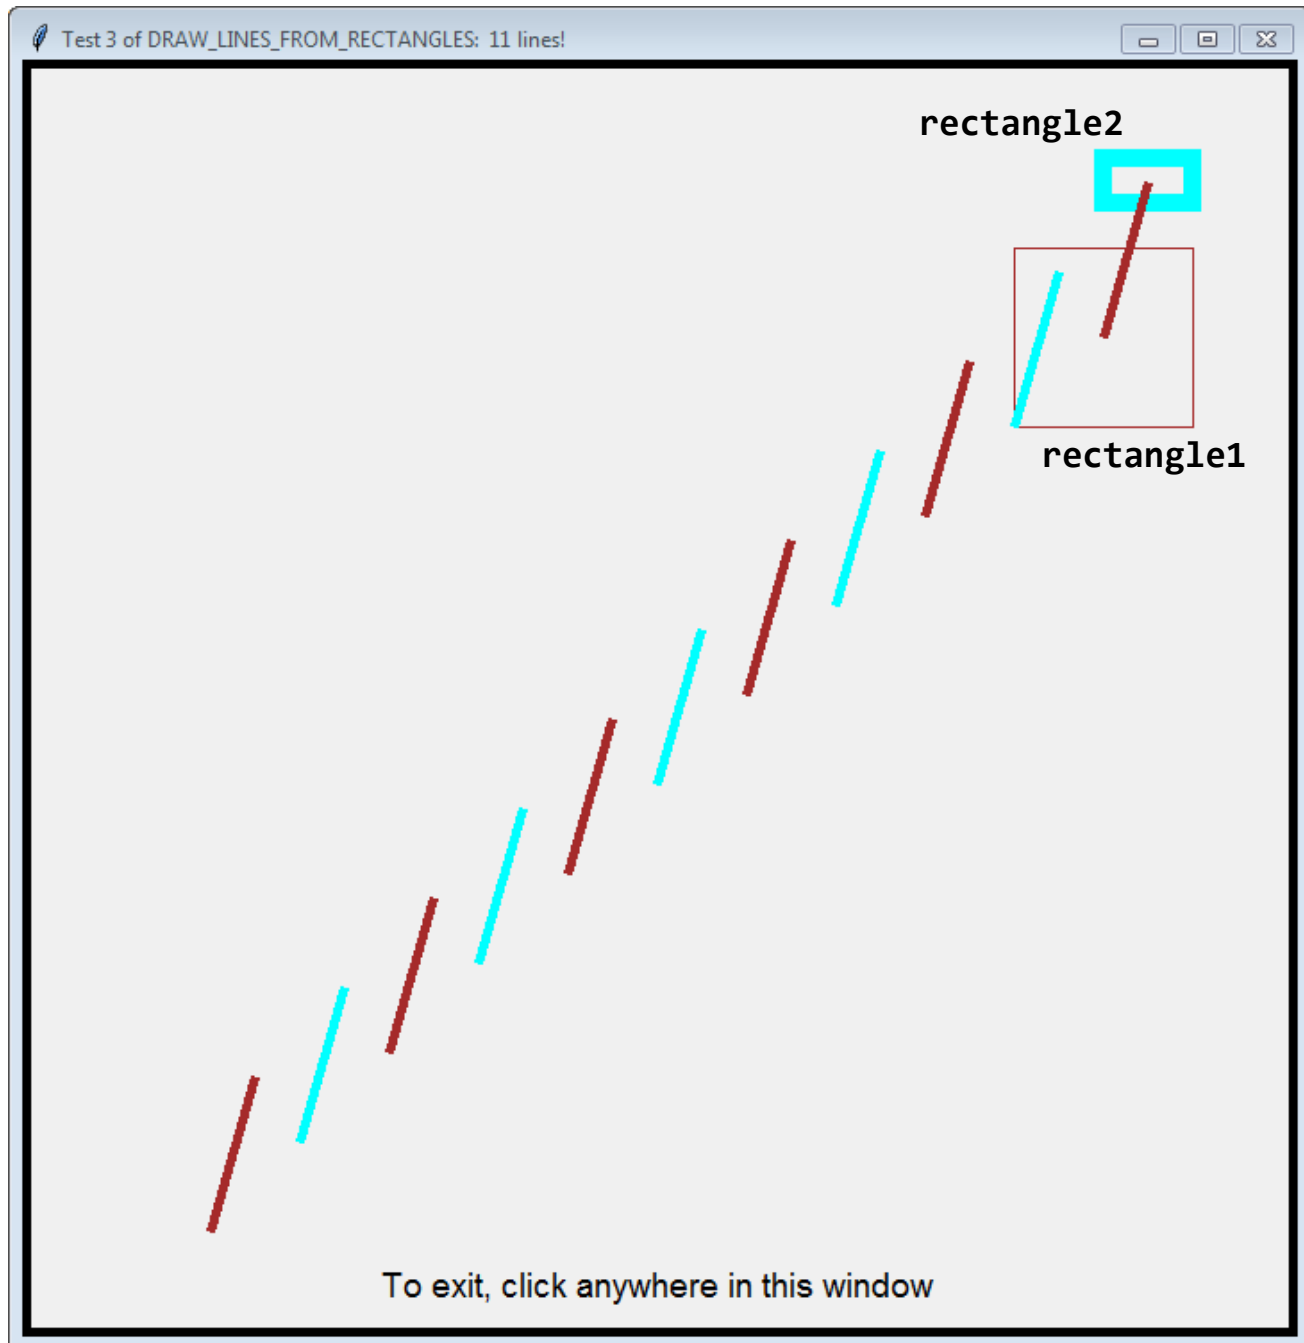 Test 3 of DRAW_LINES_FROM_RECTANGLES: 11 lines!
rectangle2
rectangle1
To exit, click anywhere in this window